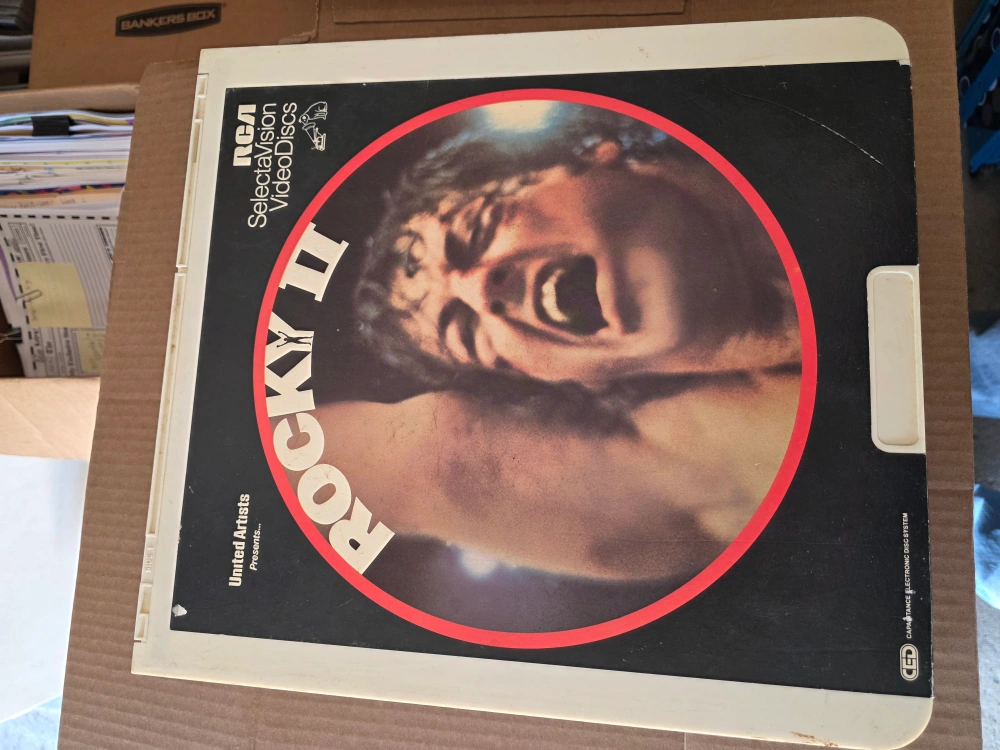 BANKERS BOX
RCA
SelectaVision
VideoDiscs
United Artists
Presents...
ROCKY II
CED
CAPACITANCE ELECTRONIC DISC SYSTEM